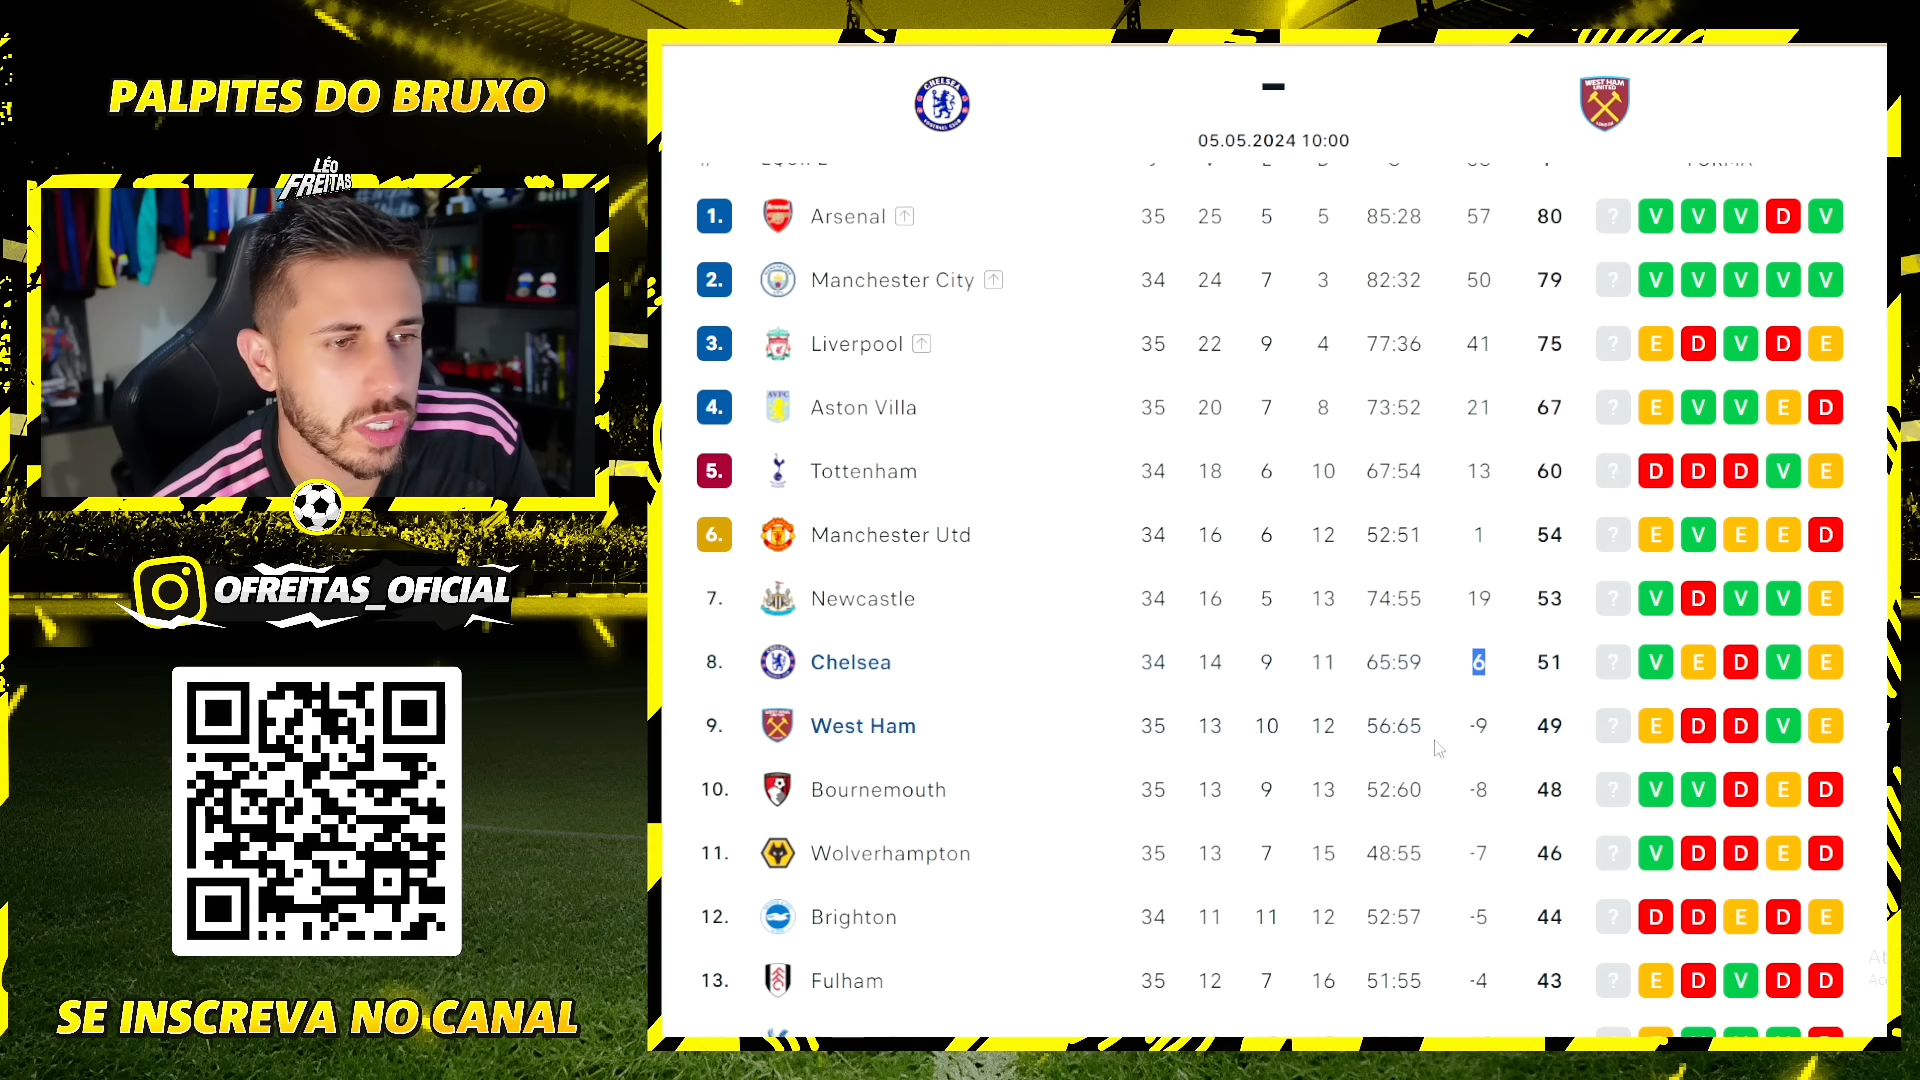 PALPITES DO BRUXO
LÉO
FREITAS
OFREITAS_OFICIAL
SE INSCREVA NO CANAL
CHELSEA
WEST HAM
UNITED
LONDON
05.05.2024 10:00
1. Arsenal 35 25 5 5 85:28 57 80 ? V V V D V
2. Manchester City 34 24 7 3 82:32 50 79 ? V V V V V
3. Liverpool 35 22 9 4 77:36 41 75 ? E D V D E
4. Aston Villa 35 20 7 8 73:52 21 67 ? E V V E D
5. Tottenham 34 18 6 10 67:54 13 60 ? D D D V E
6. Manchester Utd 34 16 6 12 52:51 1 54 ? E V E E D
7. Newcastle 34 16 5 13 74:55 19 53 ? V D V V E
8. Chelsea 34 14 9 11 65:59 6 51 ? V E D V E
9. West Ham 35 13 10 12 56:65 -9 49 ? E D D V E
10. Bournemouth 35 13 9 13 52:60 -8 48 ? V V D E D
11. Wolverhampton 35 13 7 15 48:55 -7 46 ? V D D E D
12. Brighton 34 11 11 12 52:57 -5 44 ? D D E D E
13. Fulham 35 12 7 16 51:55 -4 43 ? E D V D D